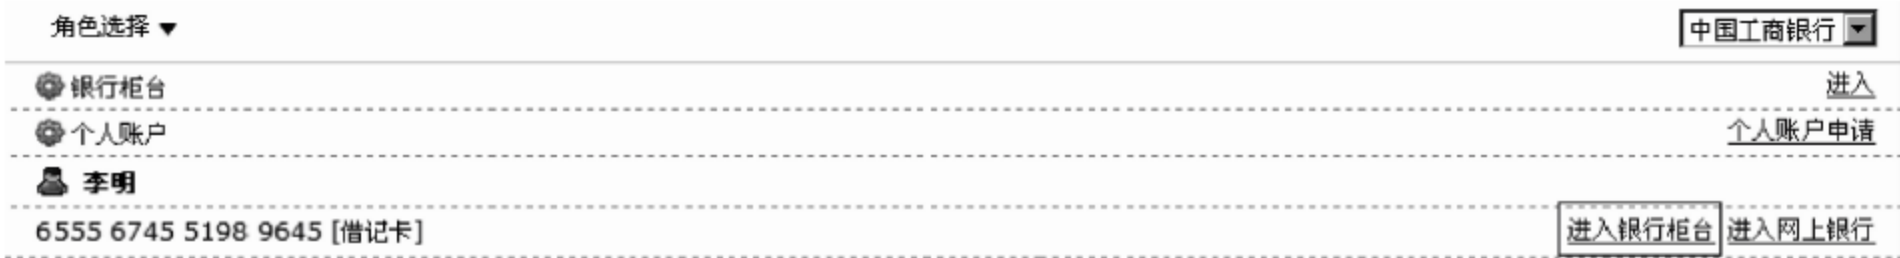 角色选择▼ 中国工商银行
银行柜台 进入
个人账户 个人账户申请
李明
6555 6745 5198 9645 [借记卡] 进入银行柜台 进入网上银行